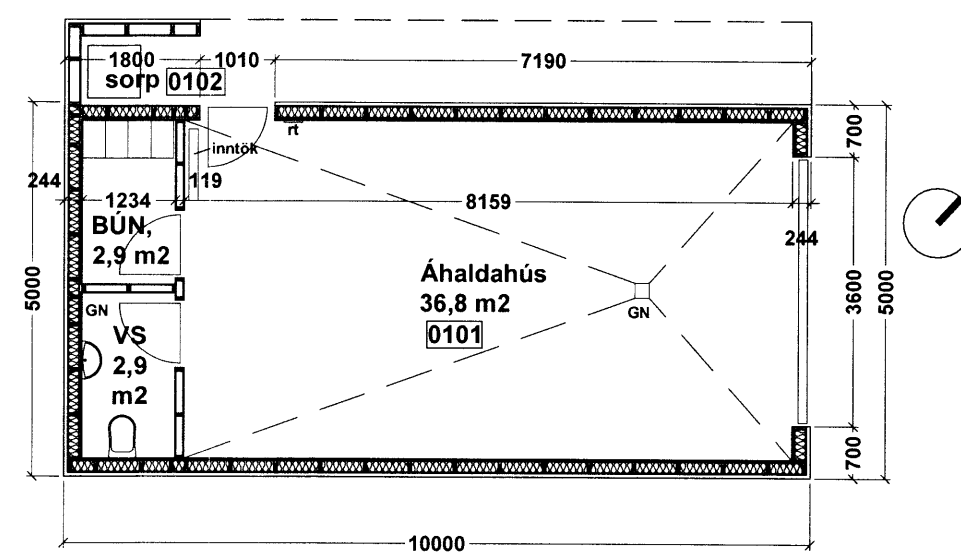 1800
1010
7190
sorp 0102
rt
inntök
700
244
1234
119
8159
BÚN,
2,9 m2
244
5000
Áhaldahús
36,8 m2
0101
3600
5000
GN
GN
VS
2,9
m2
700
10000